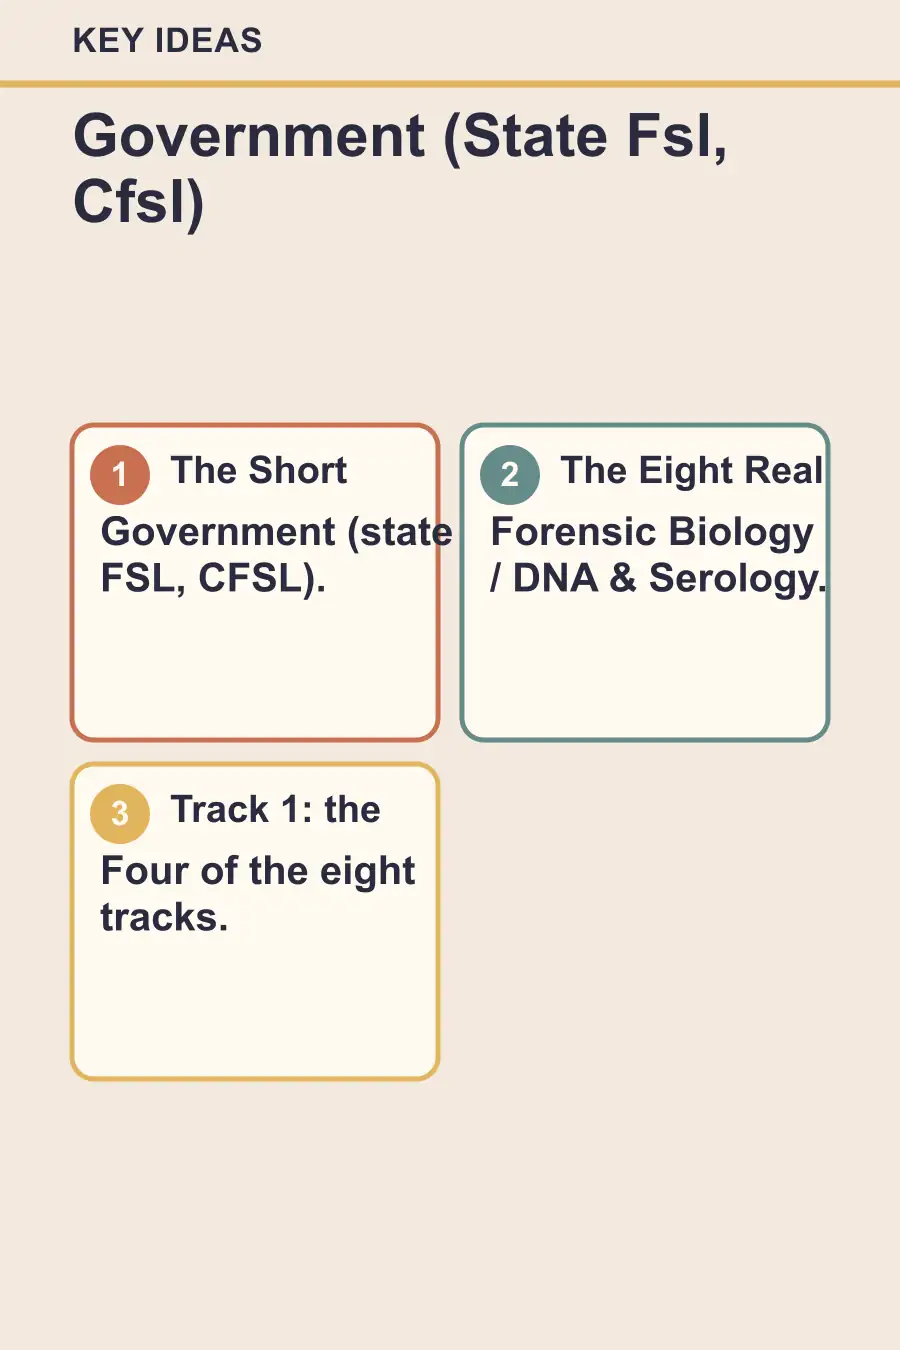 KEY IDEAS
Government (State Fsl,
Cfsl)
1 The Short
Government (state
FSL, CFSL).
2 The Eight Real
Forensic Biology
/ DNA & Serology.
3 Track 1: the
Four of the eight
tracks.